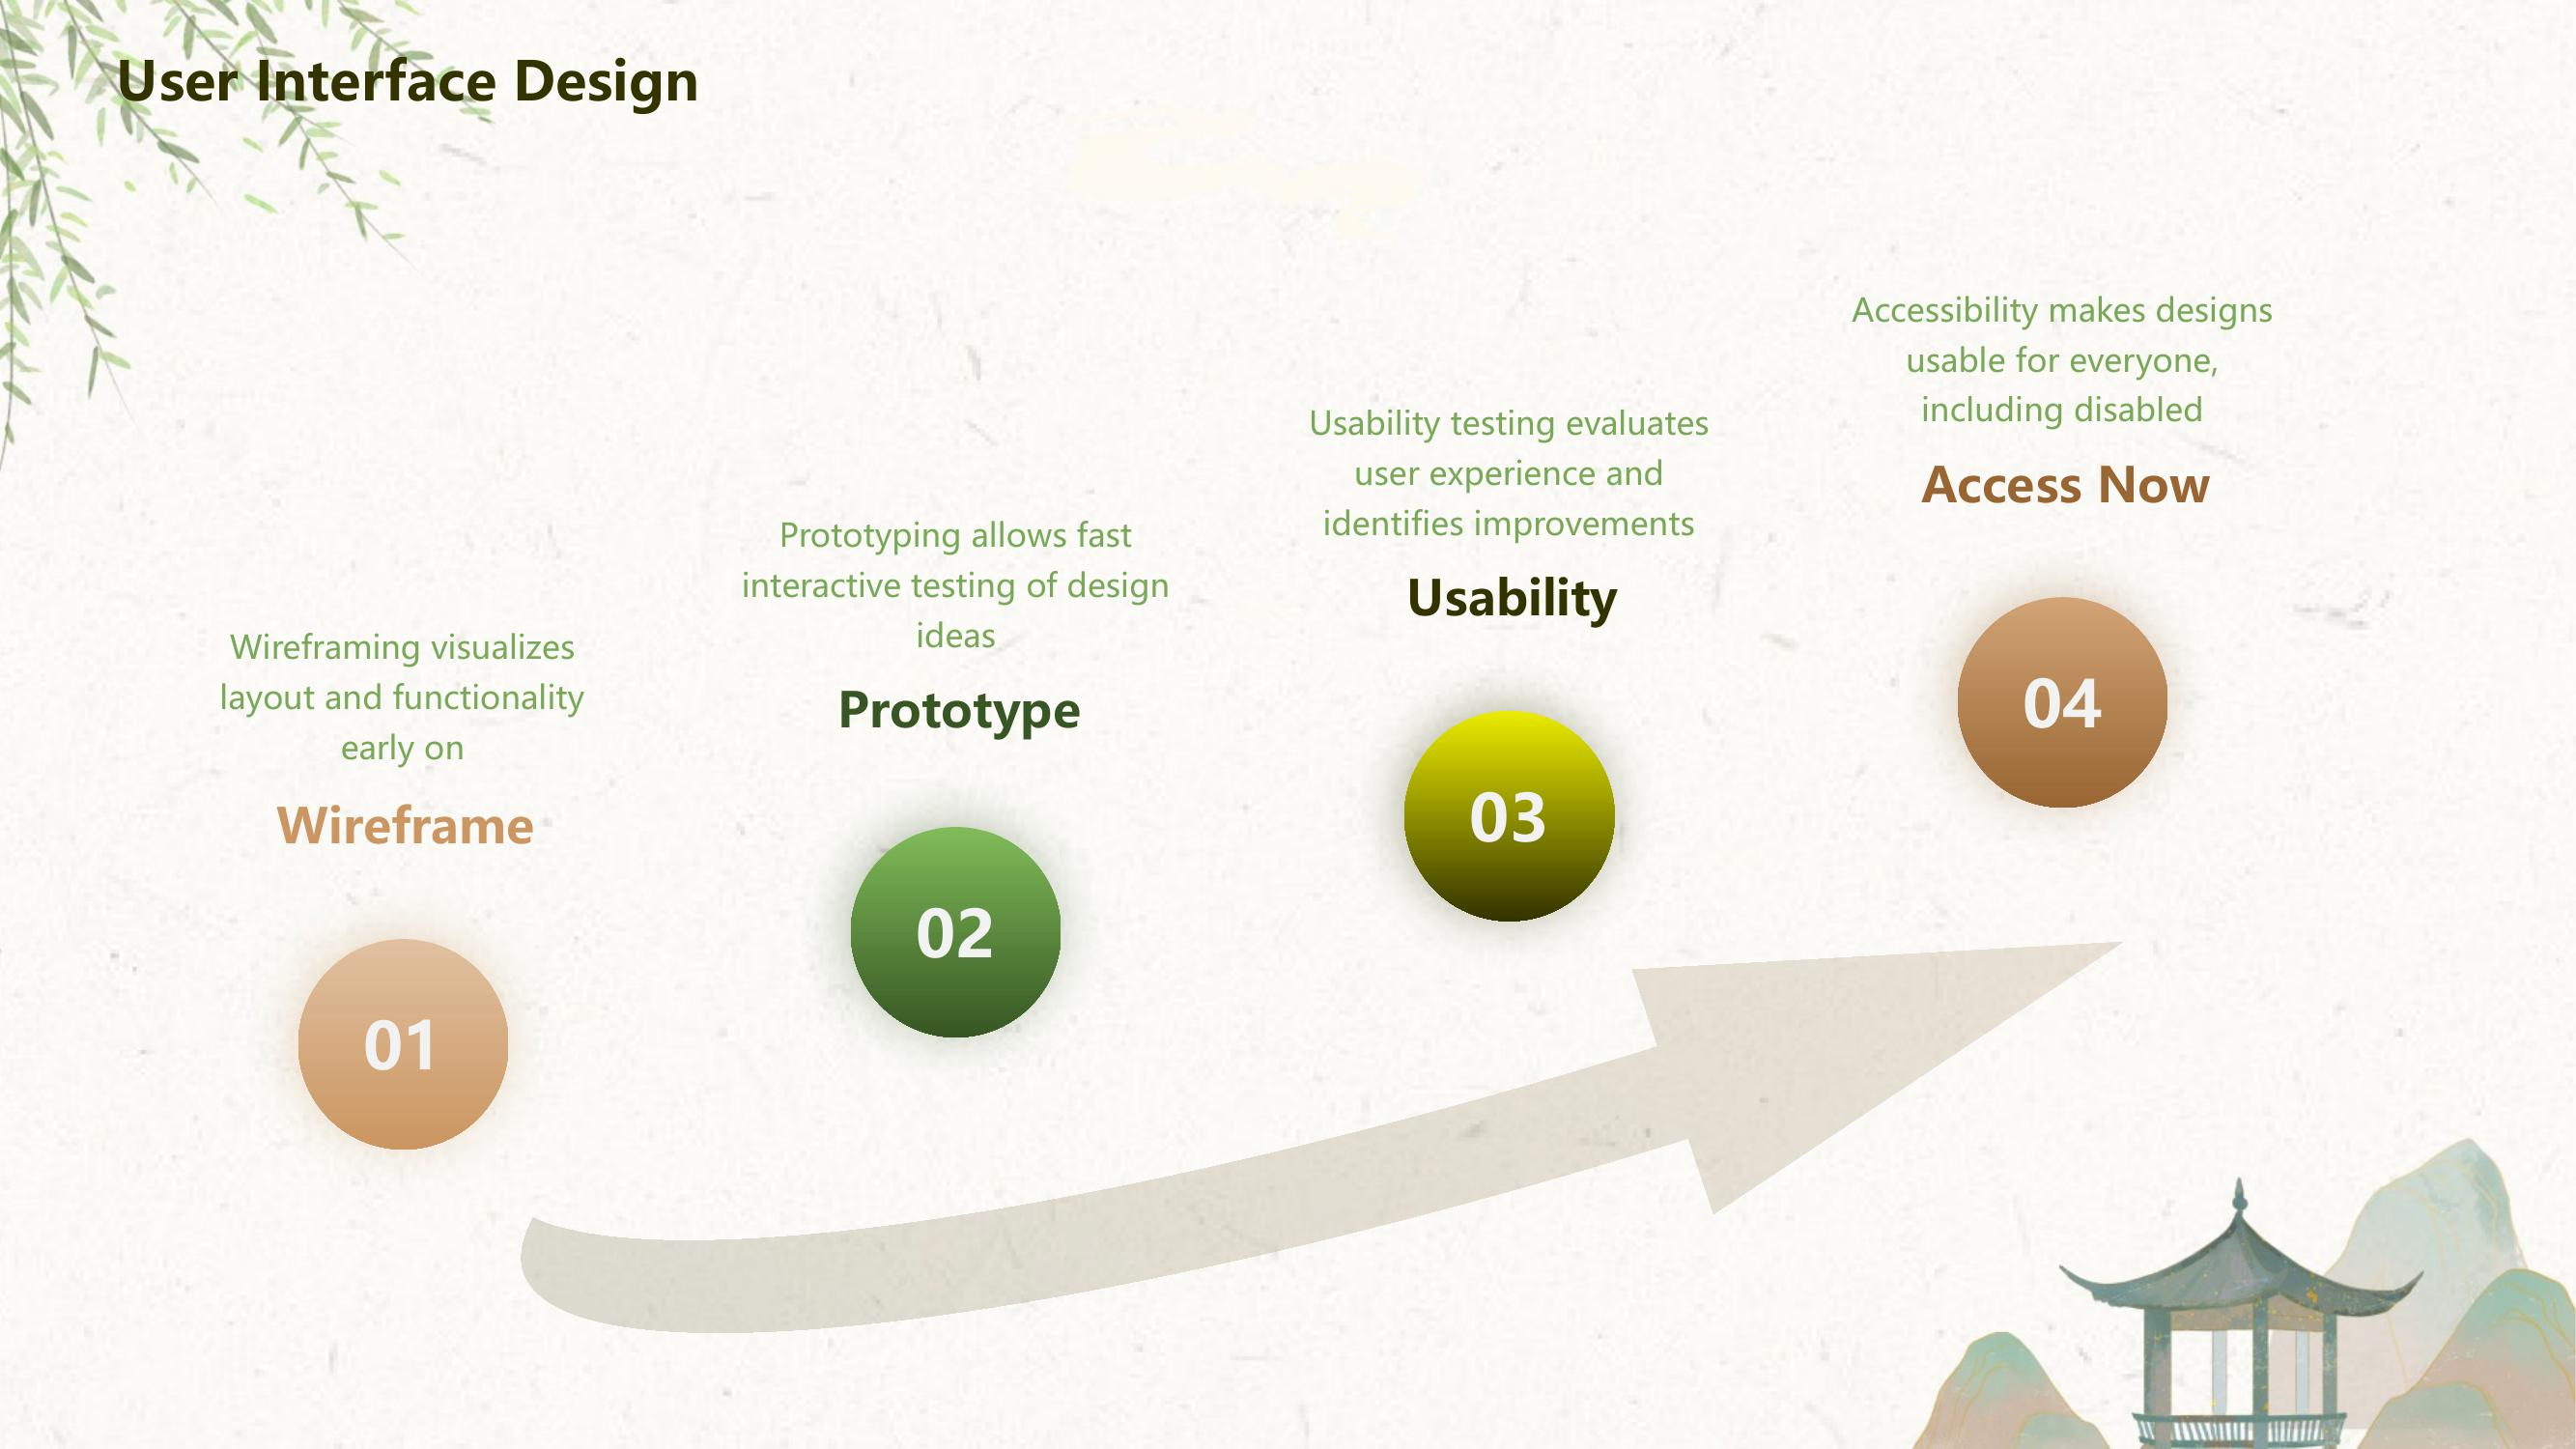 User Interface Design
Wireframing visualizes
layout and functionality
early on
Wireframe
01
Prototyping allows fast
interactive testing of design
ideas
Prototype
02
Usability testing evaluates
user experience and
identifies improvements
Usability
03
Accessibility makes designs
usable for everyone,
including disabled
Access Now
04